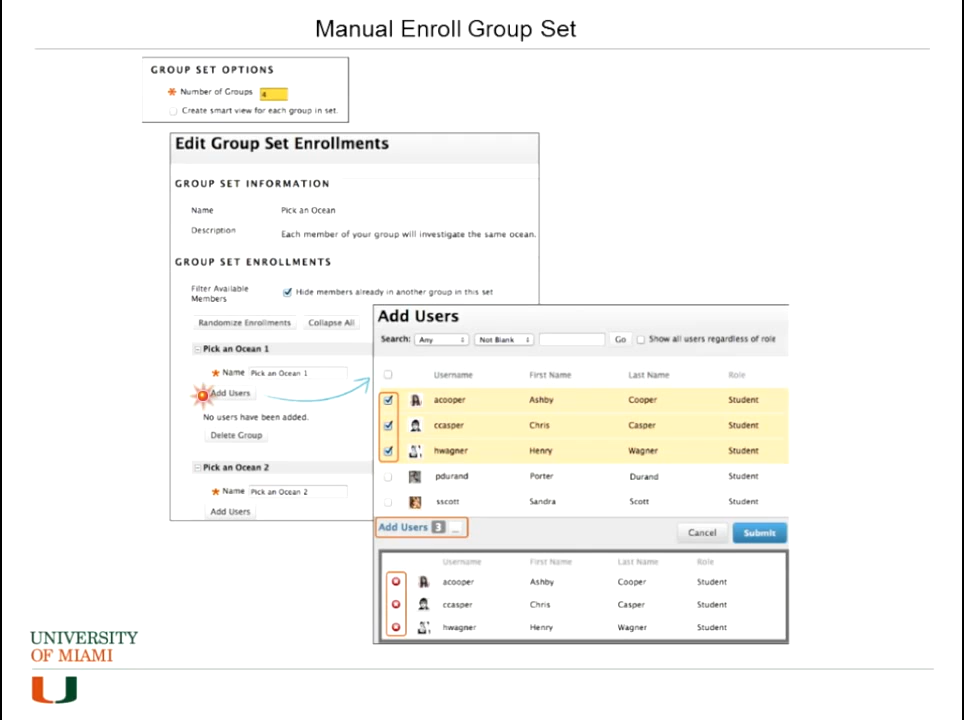 Manual Enroll Group Set
GROUP SET OPTIONS
Number of Groups 4
Create smart view for each group in set.
Edit Group Set Enrollments
GROUP SET INFORMATION
Name Pick an Ocean
Description Each member of your group will investigate the same ocean.
GROUP SET ENROLLMENTS
Filter Available
Members
Hide members already in another group in this set
Randomize Enrollments Collapse All
Pick an Ocean 1
Name Pick an Ocean 1
Add Users
No users have been added.
Delete Group
Pick an Ocean 2
Name Pick an Ocean 2
Add Users
Add Users
Search: Any Not Blank Go Show all users regardless of role
Username First Name Last Name Role
acooper Ashby Cooper Student
ccasper Chris Casper Student
hwagner Henry Wagner Student
pdurand Porter Durand Student
sscott Sandra Scott Student
Add Users 3 ... Cancel Submit
Username First Name Last Name Role
acooper Ashby Cooper Student
ccasper Chris Casper Student
hwagner Henry Wagner Student
UNIVERSITY
OF MIAMI
U